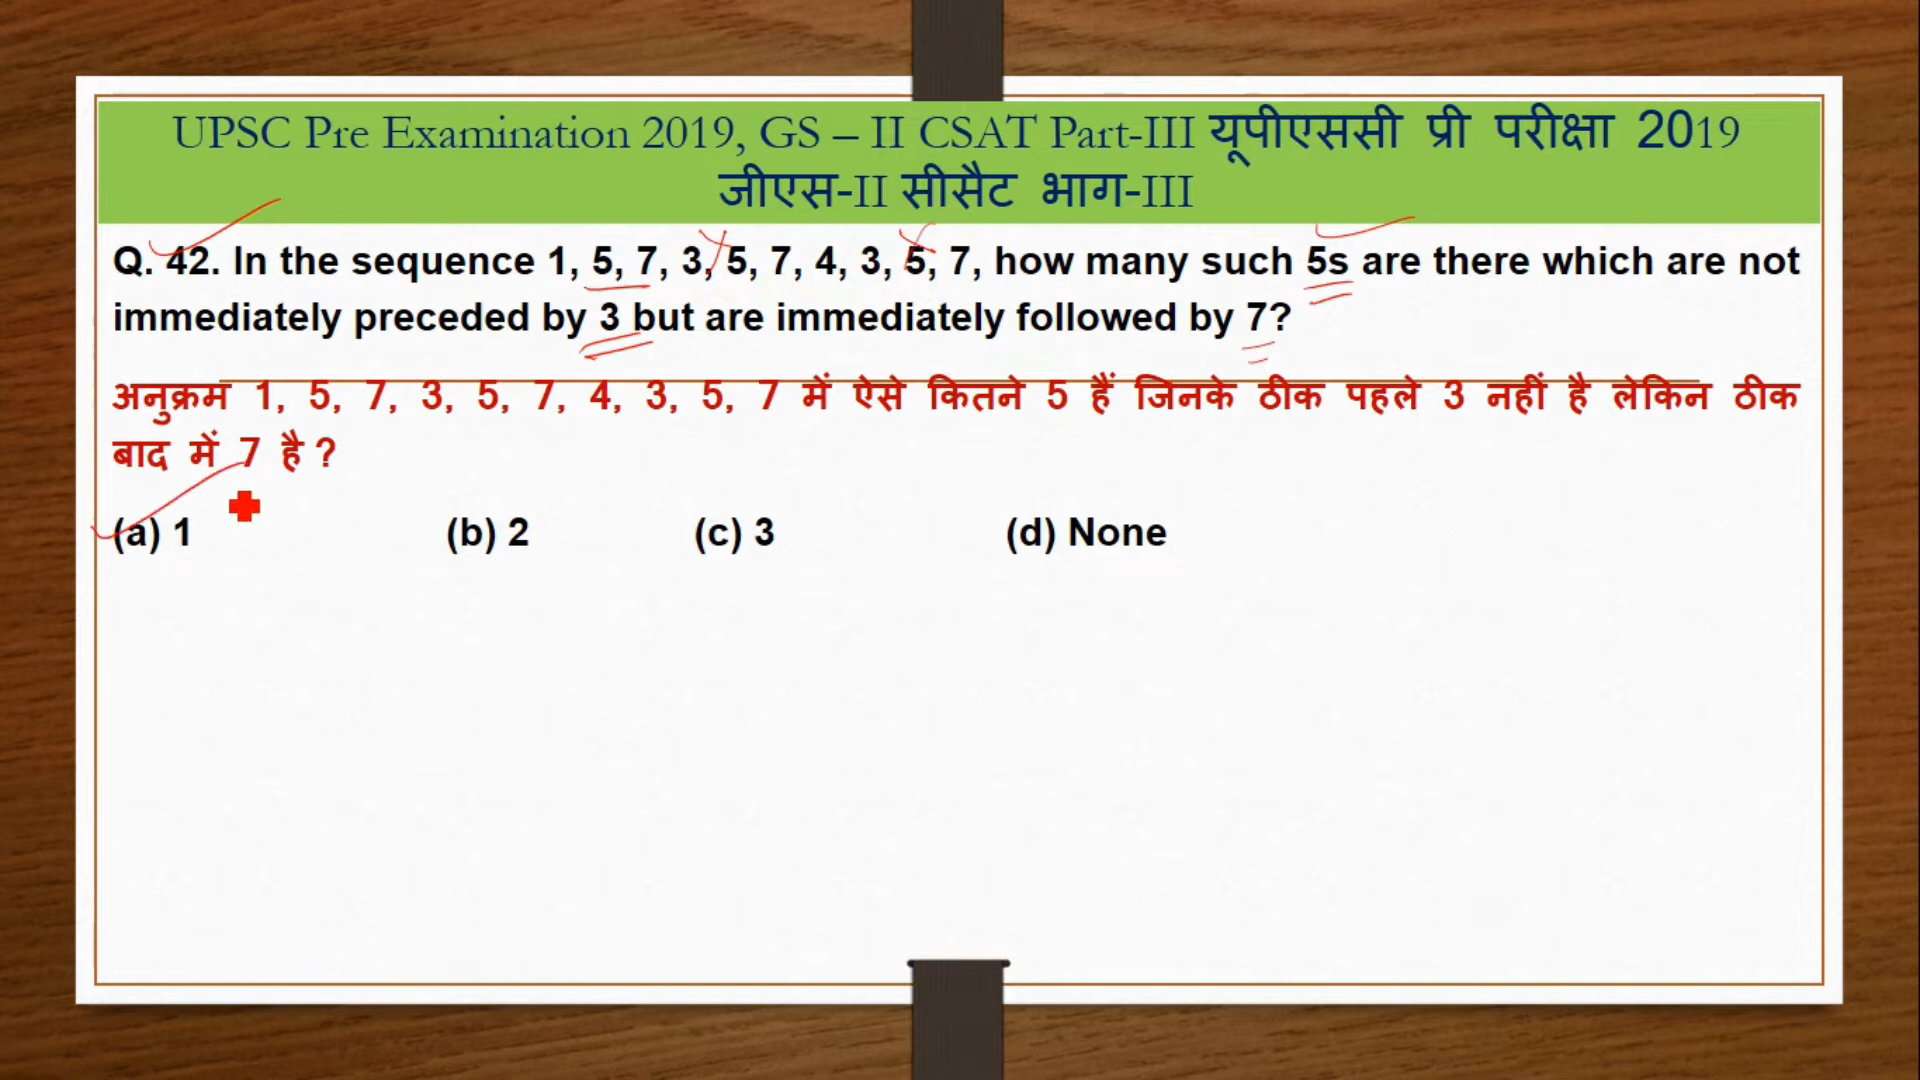 UPSC Pre Examination 2019, GS – II CSAT Part-III यूपीएससी प्री परीक्षा 2019
जीएस-II सीसैट भाग-III
Q. 42. In the sequence 1, 5, 7, 3, 5, 7, 4, 3, 5, 7, how many such 5s are there which are not
immediately preceded by 3 but are immediately followed by 7?
अनुक्रम 1, 5, 7, 3, 5, 7, 4, 3, 5, 7 में ऐसे कितने 5 हैं जिनके ठीक पहले 3 नहीं है लेकिन ठीक
बाद में 7 है ?
(a) 1 (b) 2 (c) 3 (d) None